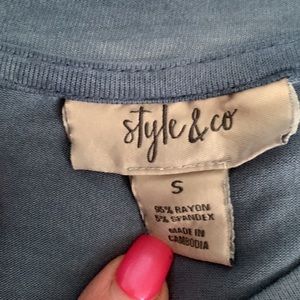 style & co
S
95% RAYON
5% SPANDEX
MADE IN
CAMBODIA